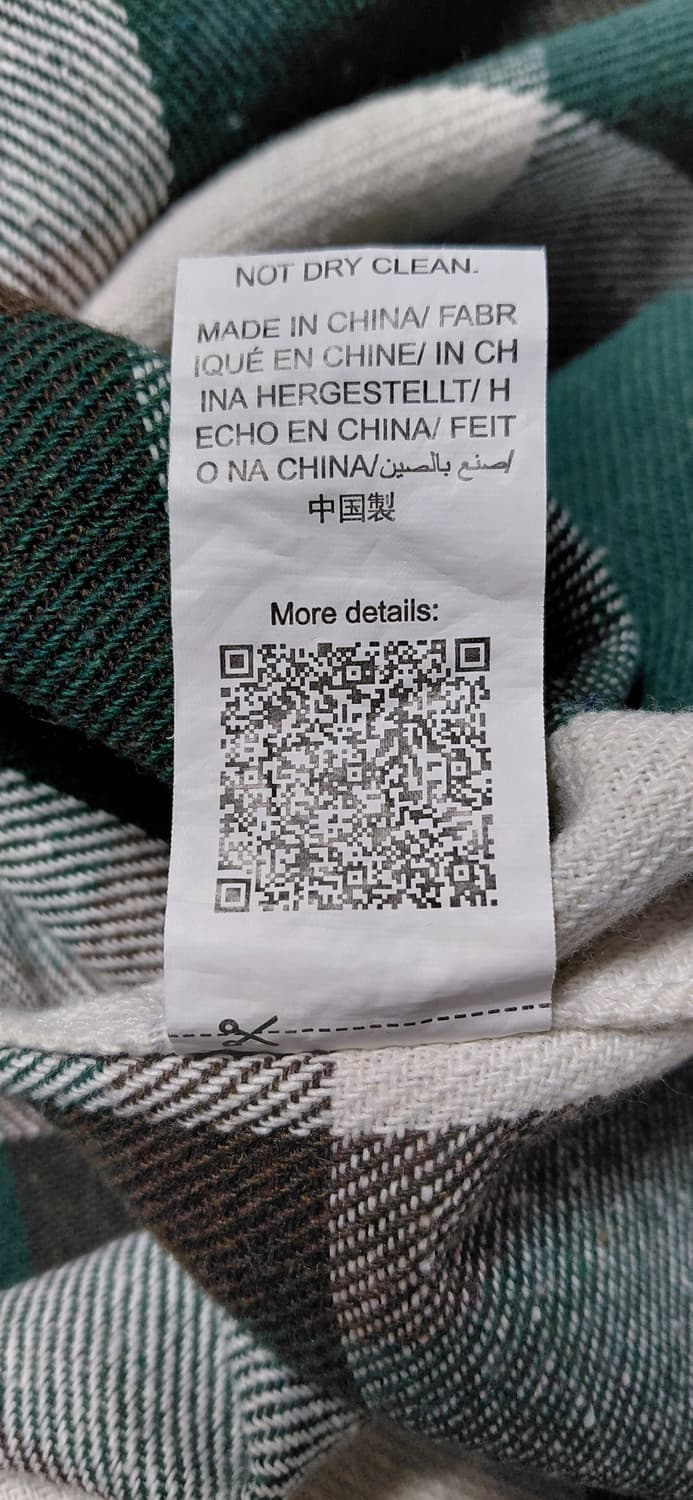 NOT DRY CLEAN.
MADE IN CHINA/ FABR
IQUÉ EN CHINE/ IN CH
INA HERGESTELLT/ H
ECHO EN CHINA/ FEIT
O NA CHINA/صنع بالصين/
中国製
More details: